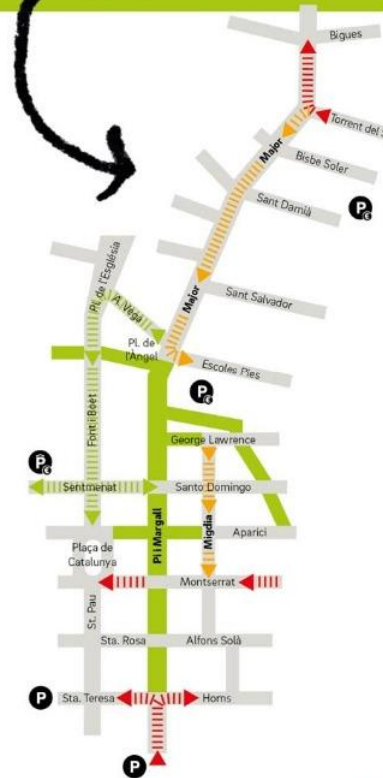 Bigues
Torrent del
Major
Bisbe Soler
Sant Damià
P
€
Major
Sant Salvador
Pl. de l'Església
A. Vega
Pl. de
l'Àngel
Escoles Pies
P
€
Font i Boet
George Lawrence
P
€
Sentmenat
Santo Domingo
Pi i Margall
Migdia
Aparici
Plaça de
Catalunya
Montserrat
St. Pau
Sta. Rosa
Alfons Solà
P
Sta. Teresa
Homs
P